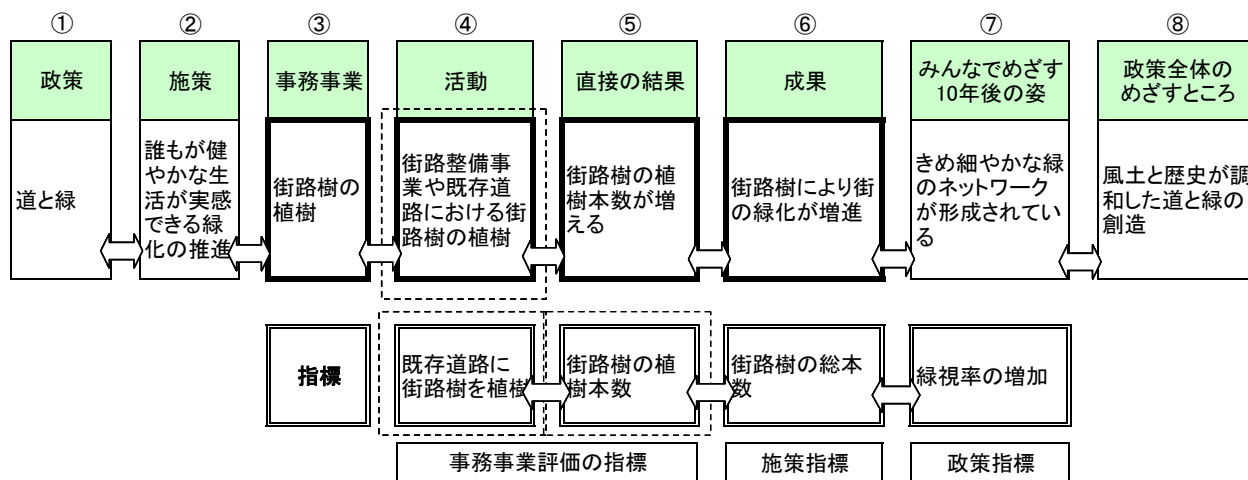 ①
②
③
④
⑤
⑥
⑦
⑧
政策
施策
事務事業
活動
直接の結果
成果
みんなでめざす
10年後の姿
政策全体の
めざすところ
道と緑
誰もが健
やかな生
活が実感
できる緑
化の推進
街路樹の
植樹
街路整備事
業や既存道
路における街
路樹の植樹
街路樹の植
樹本数が増
える
街路樹により街
の緑化が増進
きめ細やかな緑
のネットワーク
が形成されてい
る
風土と歴史が調
和した道と緑の
創造
指標
既存道路に
街路樹を植樹
街路樹の植
樹本数
街路樹の総本
数
緑視率の増加
事務事業評価の指標
施策指標
政策指標